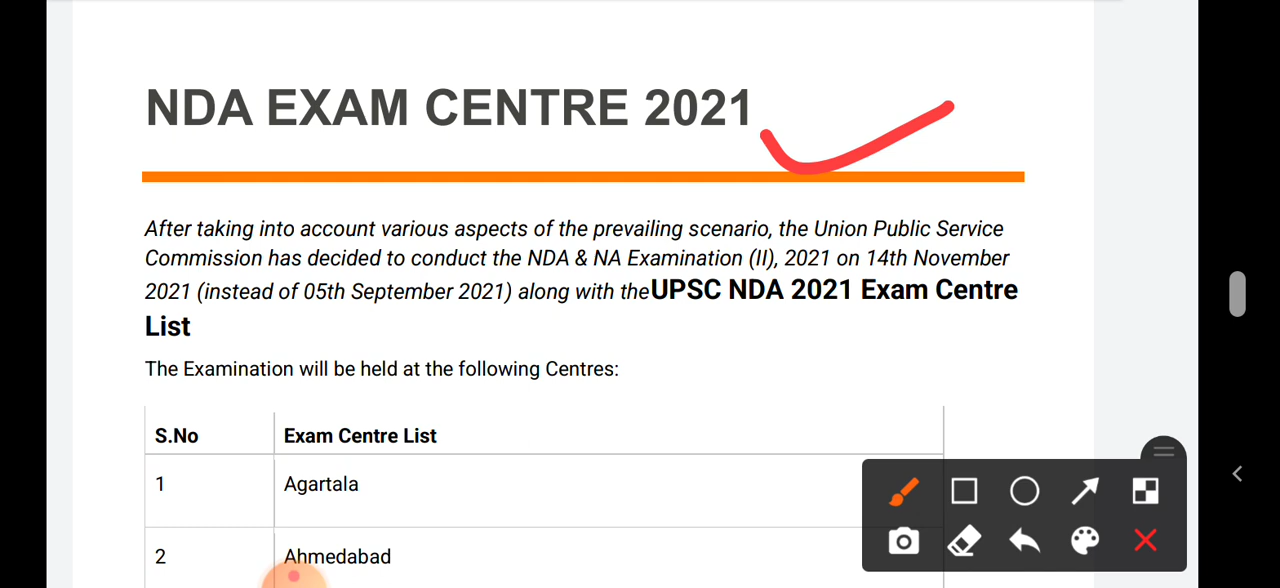 NDA EXAM CENTRE 2021
After taking into account various aspects of the prevailing scenario, the Union Public Service
Commission has decided to conduct the NDA & NA Examination (II), 2021 on 14th November
2021 (instead of 05th September 2021) along with theUPSC NDA 2021 Exam Centre
List
The Examination will be held at the following Centres:
S.No Exam Centre List
1 Agartala
2 Ahmedabad